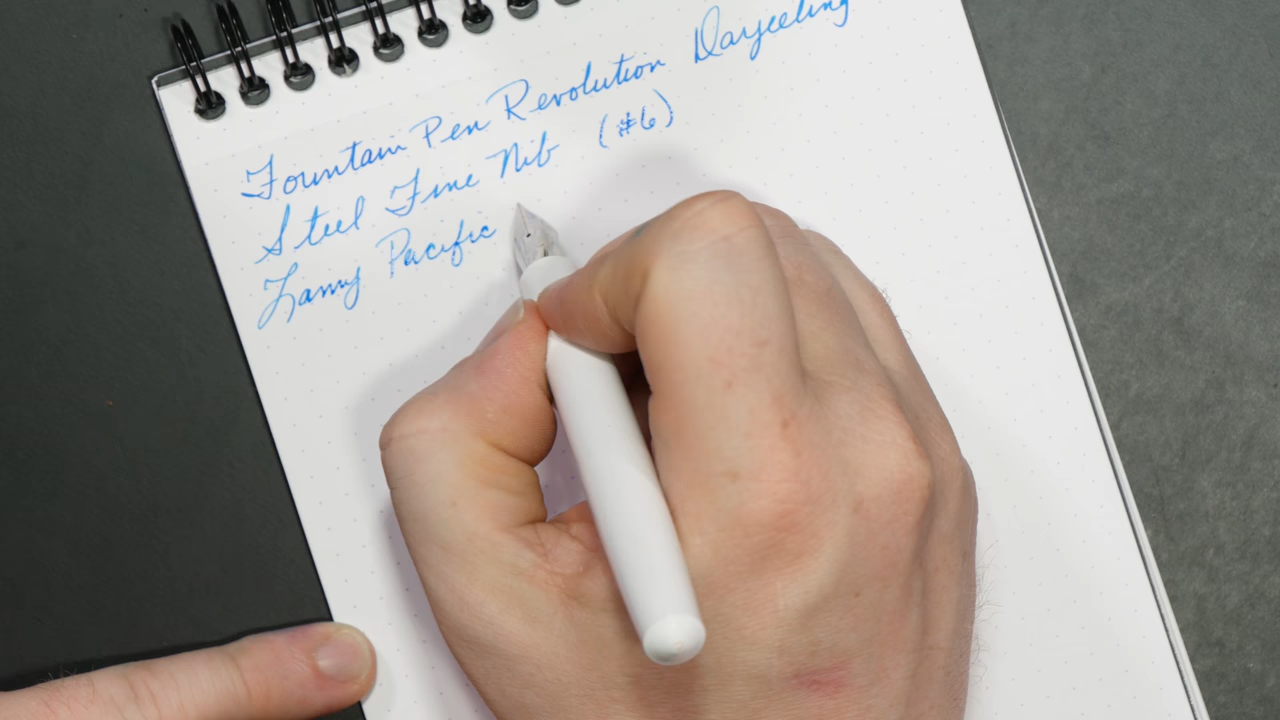 Fountain Pen Revolution Darjeeling
Steel Fine Nib (#6)
Lamy Pacific